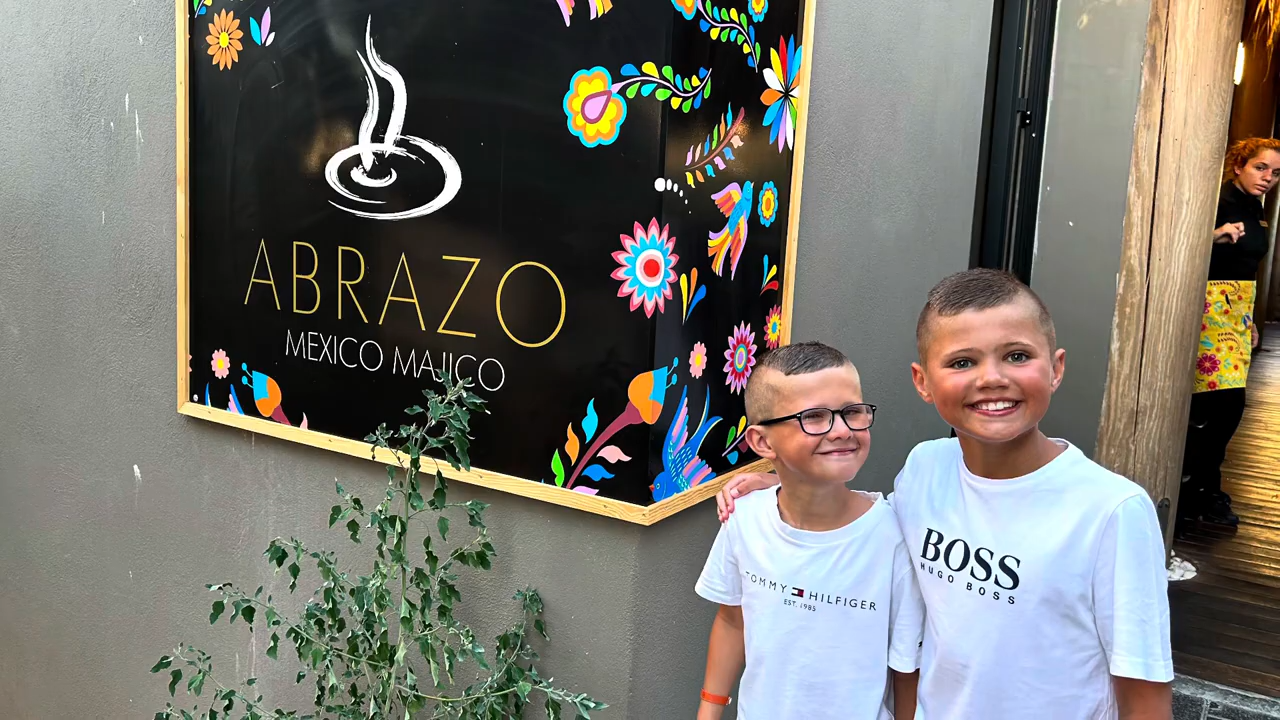 ABRAZO
MEXICO MAJICO
TOMMY HILFIGER
EST. 1985
BOSS
HUGO BOSS